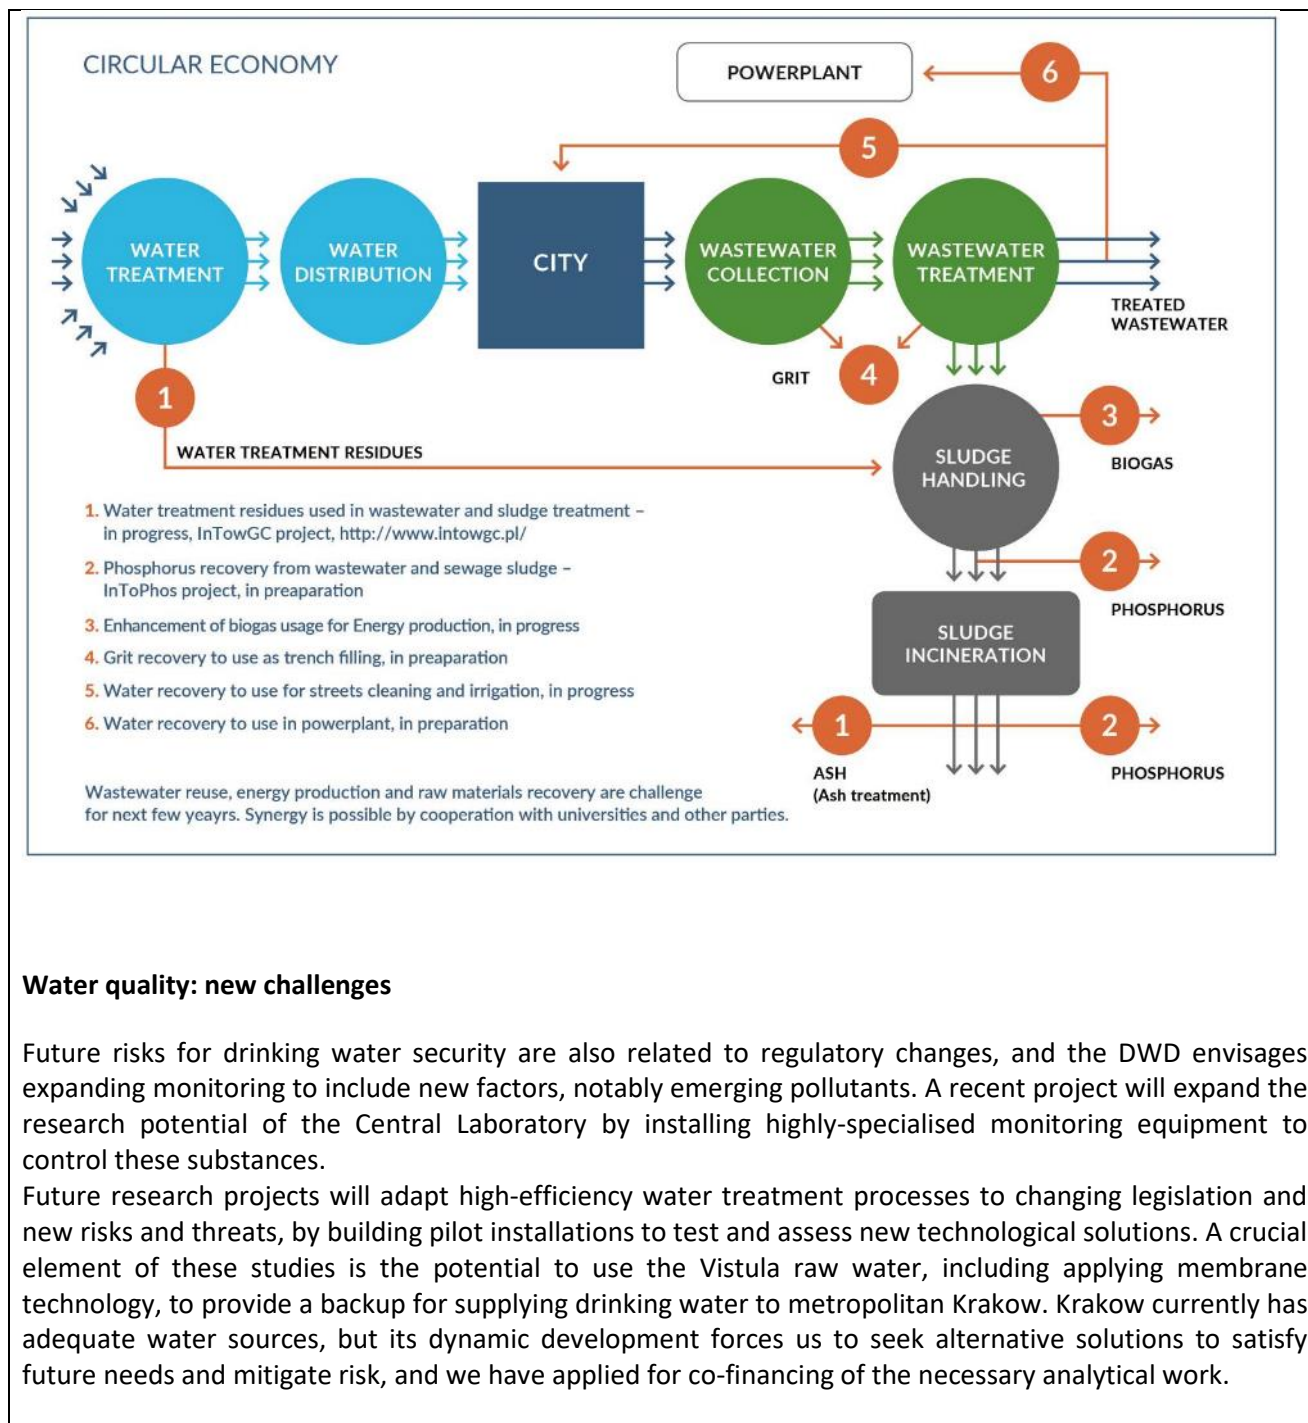 CIRCULAR ECONOMY
POWERPLANT
6
5
WATER
TREATMENT
WATER
DISTRIBUTION
CITY
WASTEWATER
COLLECTION
WASTEWATER
TREATMENT
TREATED
WASTEWATER
GRIT
4
1
WATER TREATMENT RESIDUES
3
BIOGAS
SLUDGE
HANDLING
2
PHOSPHORUS
SLUDGE
INCINERATION
1
ASH
(Ash treatment)
2
PHOSPHORUS
1. Water treatment residues used in wastewater and sludge treatment –
in progress, InTowGC project, http://www.intowgc.pl/
2. Phosphorus recovery from wastewater and sewage sludge –
InToPhos project, in preaparation
3. Enhancement of biogas usage for Energy production, in progress
4. Grit recovery to use as trench filling, in preaparation
5. Water recovery to use for streets cleaning and irrigation, in progress
6. Water recovery to use in powerplant, in preparation
Wastewater reuse, energy production and raw materials recovery are challenge
for next few yeayrs. Synergy is possible by cooperation with universities and other parties.
Water quality: new challenges
Future risks for drinking water security are also related to regulatory changes, and the DWD envisages
expanding monitoring to include new factors, notably emerging pollutants. A recent project will expand the
research potential of the Central Laboratory by installing highly-specialised monitoring equipment to
control these substances.
Future research projects will adapt high-efficiency water treatment processes to changing legislation and
new risks and threats, by building pilot installations to test and assess new technological solutions. A crucial
element of these studies is the potential to use the Vistula raw water, including applying membrane
technology, to provide a backup for supplying drinking water to metropolitan Krakow. Krakow currently has
adequate water sources, but its dynamic development forces us to seek alternative solutions to satisfy
future needs and mitigate risk, and we have applied for co-financing of the necessary analytical work.